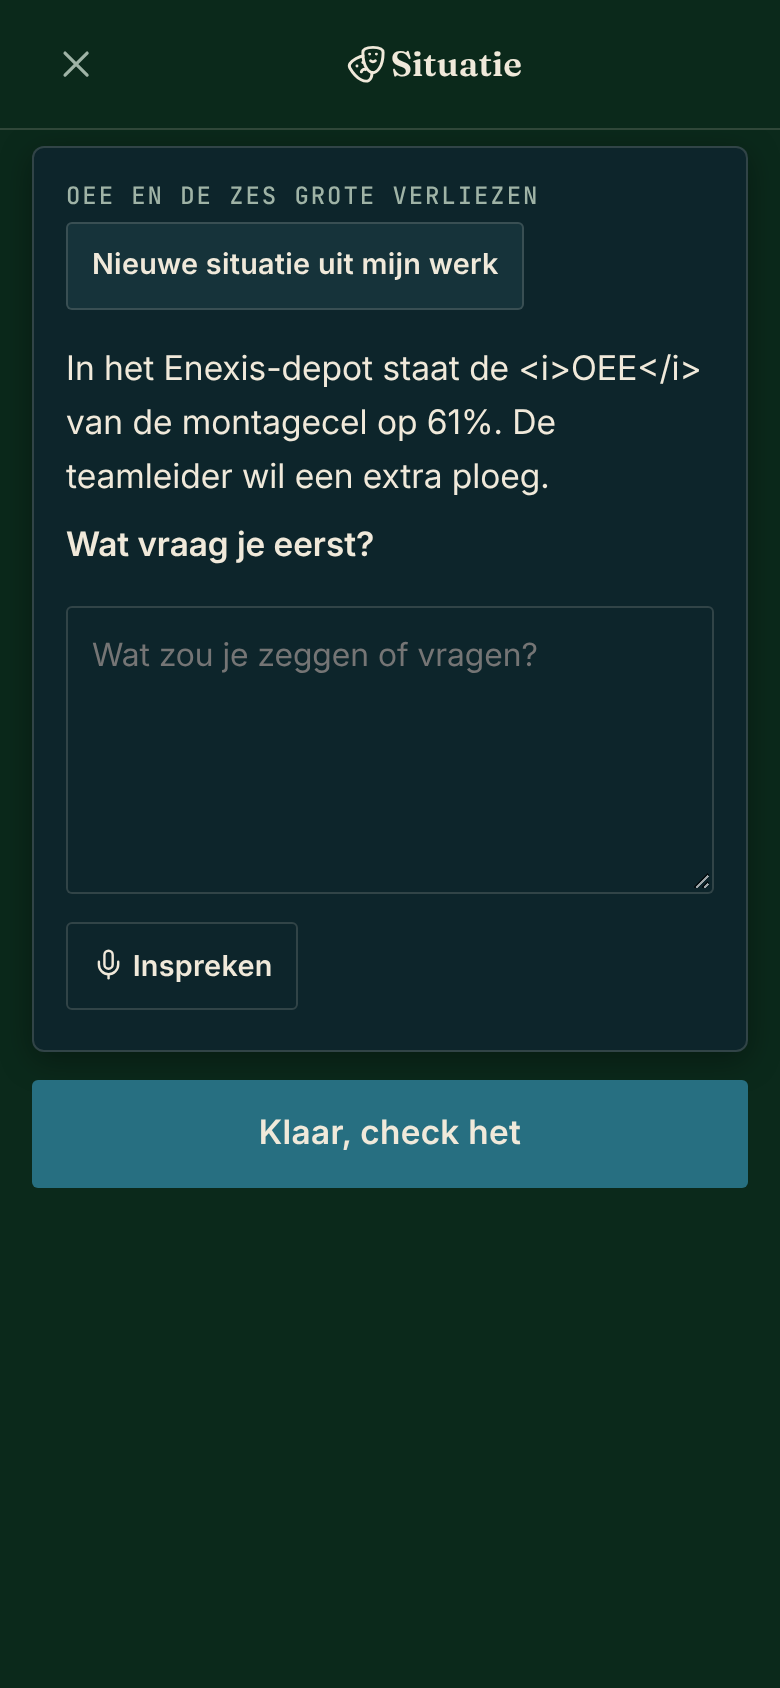 Situatie
OEE EN DE ZES GROTE VERLIEZEN
Nieuwe situatie uit mijn werk
In het Enexis-depot staat de <i>OEE</i>
van de montagecel op 61%. De
teamleider wil een extra ploeg.
Wat vraag je eerst?
Wat zou je zeggen of vragen?
Inspreken
Klaar, check het